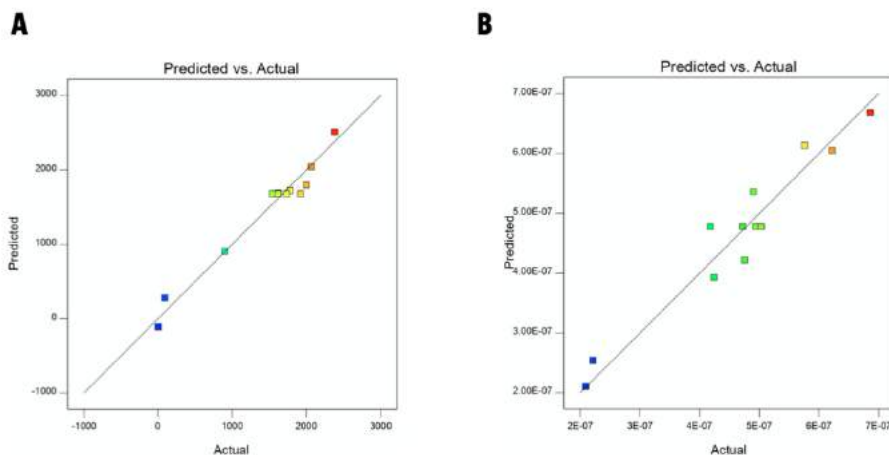 A
Predicted vs. Actual
3000
2000
1000
0
-1000
Predicted
-1000 0 1000 2000 3000
Actual
B
Predicted vs. Actual
7.00E-07
6.00E-07
5.00E-07
4.00E-07
3.00E-07
2.00E-07
Predicted
2E-07 3E-07 4E-07 5E-07 6E-07 7E-07
Actual